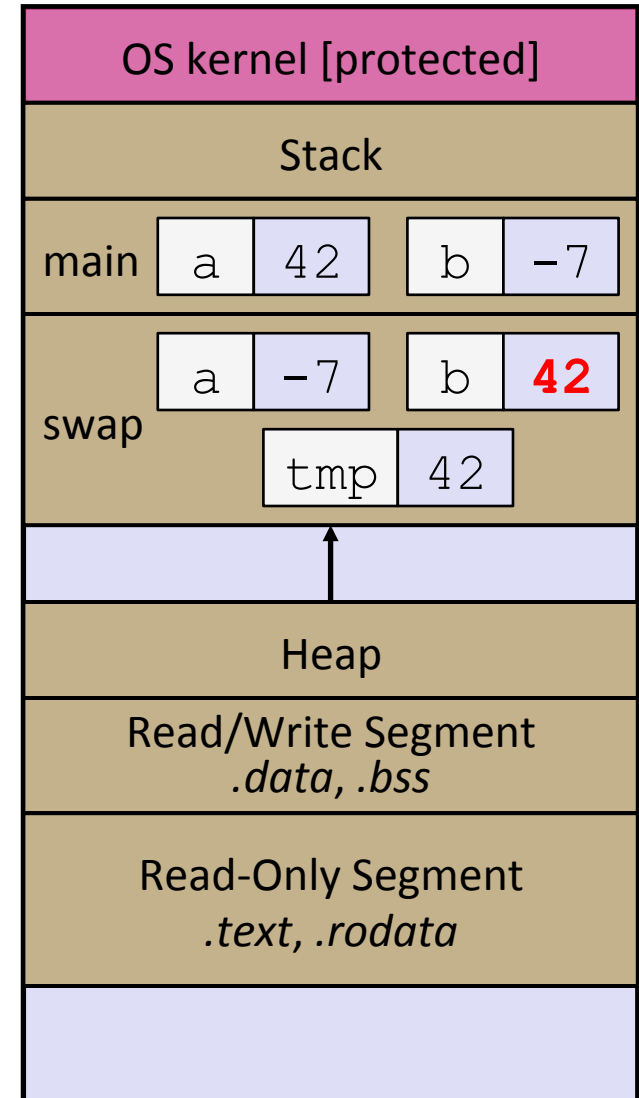 OS kernel [protected]
Stack
main a 42 b -7
a -7 b 42
swap
tmp 42
Heap
Read/Write Segment
.data, .bss
Read-Only Segment
.text, .rodata